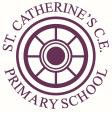 ST. CATHERINE'S C.E.
PRIMARY SCHOOL